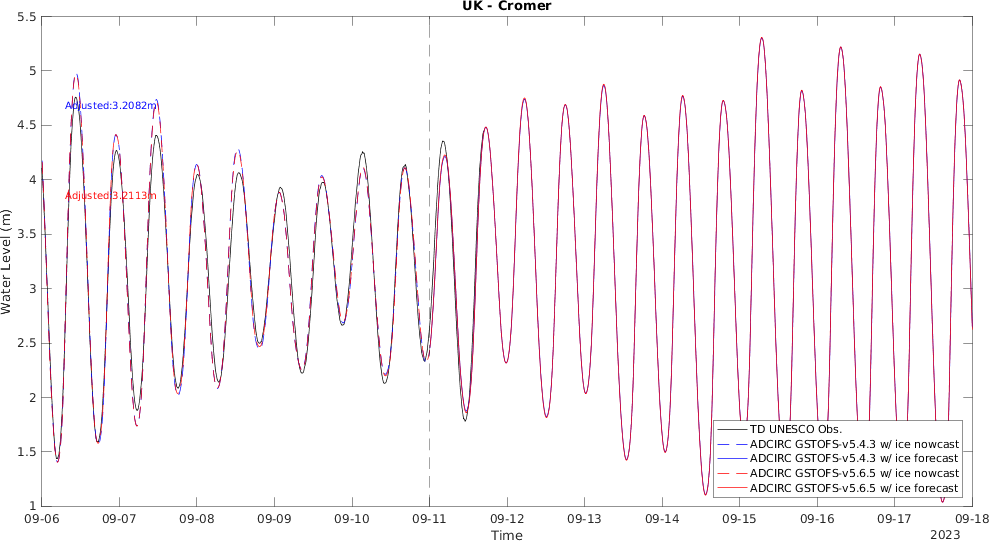 UK - Cromer
5.5
5
4.5
4
3.5
3
2.5
2
1.5
1
Water Level (m)
Adjusted:3.2082m
Adjusted:3.2113m
TD UNESCO Obs.
ADCIRC GSTOFS-v5.4.3 w/ ice nowcast
ADCIRC GSTOFS-v5.4.3 w/ ice forecast
ADCIRC GSTOFS-v5.6.5 w/ ice nowcast
ADCIRC GSTOFS-v5.6.5 w/ ice forecast
09-06 09-07 09-08 09-09 09-10 09-11 09-12 09-13 09-14 09-15 09-16 09-17 09-18
Time
2023